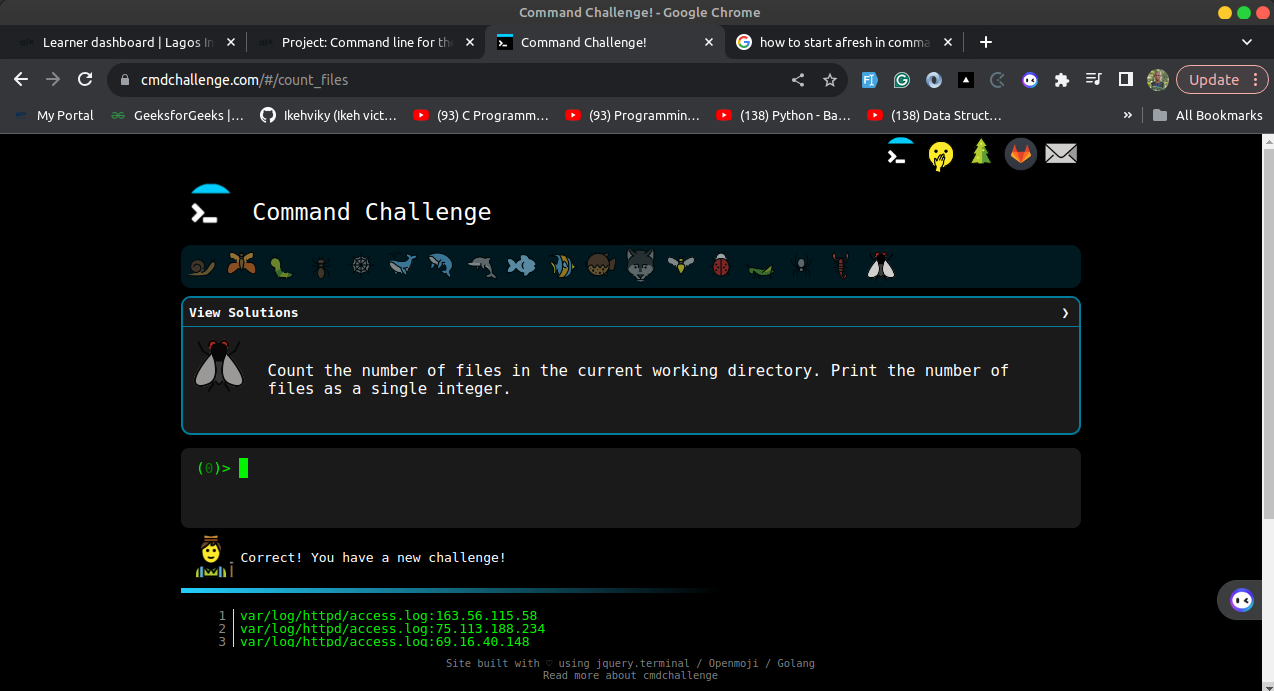 Command Challenge! - Google Chrome
Learner dashboard | Lagos In
Project: Command line for the
Command Challenge!
how to start afresh in comma
cmdchallenge.com/#/count_files
Update
My Portal
GeeksforGeeks |...
Ikehviky (Ikeh vict...
(93) C Programm...
(93) Programmin...
(138) Python - Ba...
(138) Data Struct...
»
All Bookmarks
Command Challenge
View Solutions
Count the number of files in the current working directory. Print the number of
files as a single integer.
(0)>
Correct! You have a new challenge!
1 var/log/httpd/access.log:163.56.115.58
2 var/log/httpd/access.log:75.113.188.234
3 var/log/httpd/access.log:69.16.40.148
Site built with ♡ using jquery.terminal / Openmoji / Golang
Read more about cmdchallenge